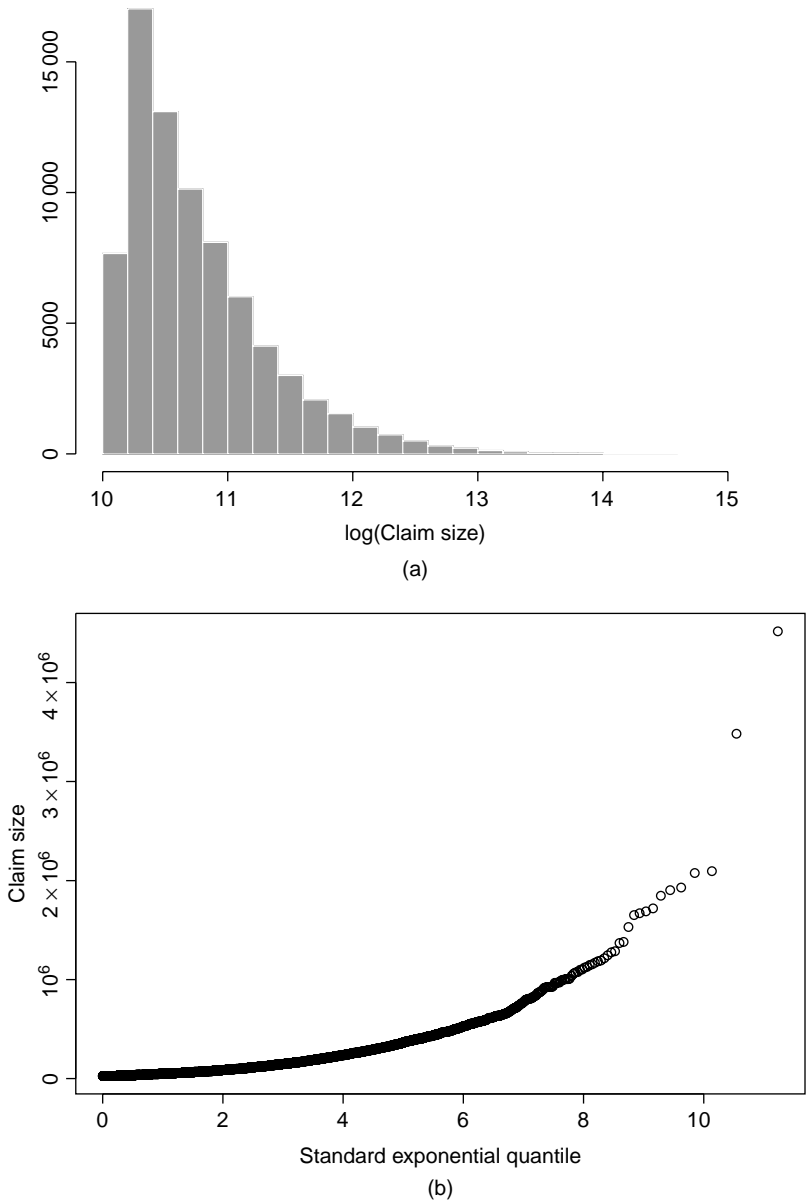 15 000
10 000
5000
0
10 11 12 13 14 15
log(Claim size)
(a)
4 × 10⁶
3 × 10⁶
2 × 10⁶
10⁶
0
Claim size
0 2 4 6 8 10
Standard exponential quantile
(b)